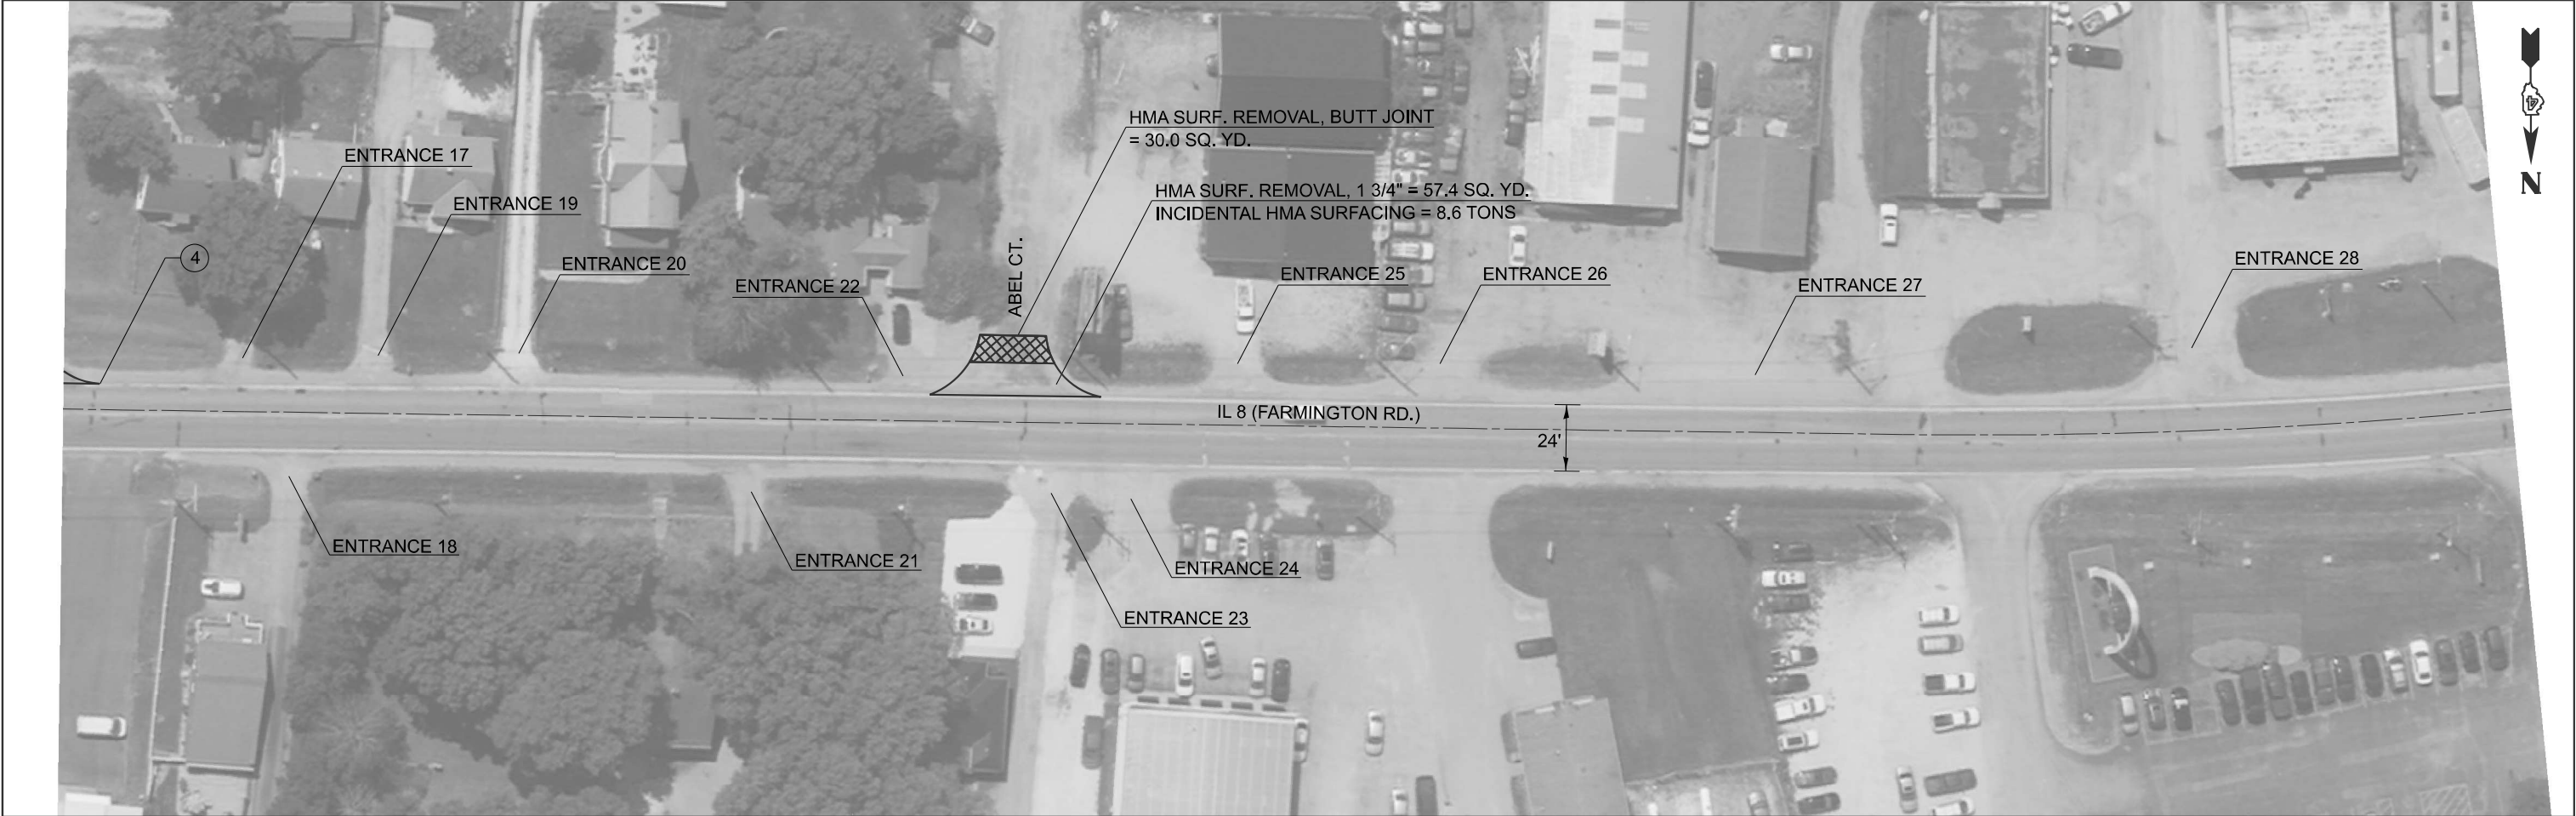 HMA SURF. REMOVAL, BUTT JOINT
= 30.0 SQ. YD.
ENTRANCE 17
HMA SURF. REMOVAL, 1 3/4" = 57.4 SQ. YD.
INCIDENTAL HMA SURFACING = 8.6 TONS
N
ENTRANCE 19
4
ENTRANCE 20
ABEL CT.
ENTRANCE 22
ENTRANCE 25
ENTRANCE 26
ENTRANCE 27
ENTRANCE 28
IL 8 (FARMINGTON RD.)
24'
ENTRANCE 18
ENTRANCE 21
ENTRANCE 24
ENTRANCE 23